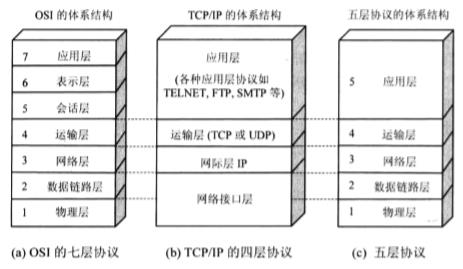 OSI 的体系结构
7 应用层
6 表示层
5 会话层
4 运输层
3 网络层
2 数据链路层
1 物理层
(a) OSI 的七层协议
TCP/IP 的体系结构
应用层
(各种应用层协议如
TELNET, FTP, SMTP 等)
运输层 (TCP 或 UDP)
网际层 IP
网络接口层
(b) TCP/IP 的四层协议
五层协议的体系结构
5 应用层
4 运输层
3 网络层
2 数据链路层
1 物理层
(c) 五层协议